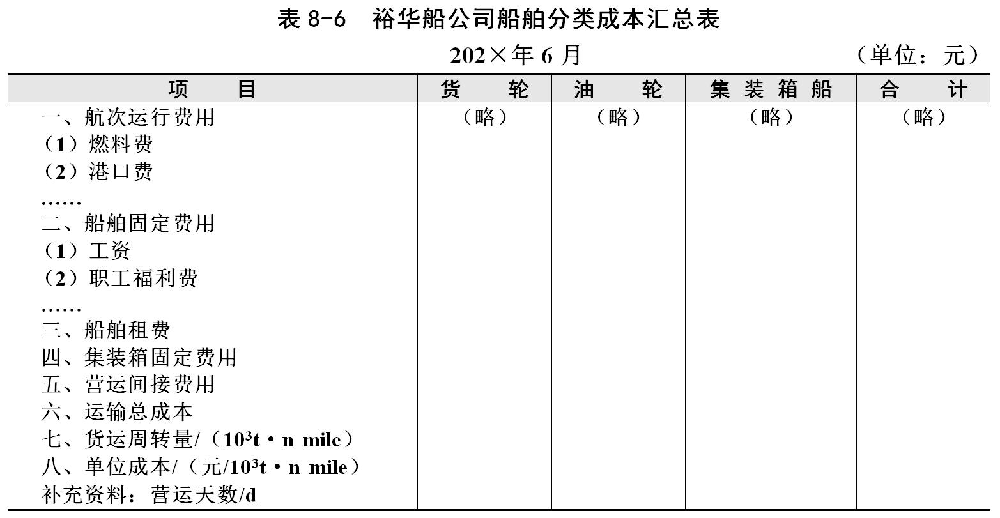 表 8-6 裕华船公司船舶分类成本汇总表
202×年 6 月 （单位：元）
项 目 货 轮 油 轮 集 装 箱 船 合 计
一、航次运行费用 （略） （略） （略） （略）
（1）燃料费
（2）港口费
……
二、船舶固定费用
（1）工资
（2）职工福利费
……
三、船舶租费
四、集装箱固定费用
五、营运间接费用
六、运输总成本
七、货运周转量/（10³t·n mile）
八、单位成本/（元/10³t·n mile）
补充资料：营运天数/d